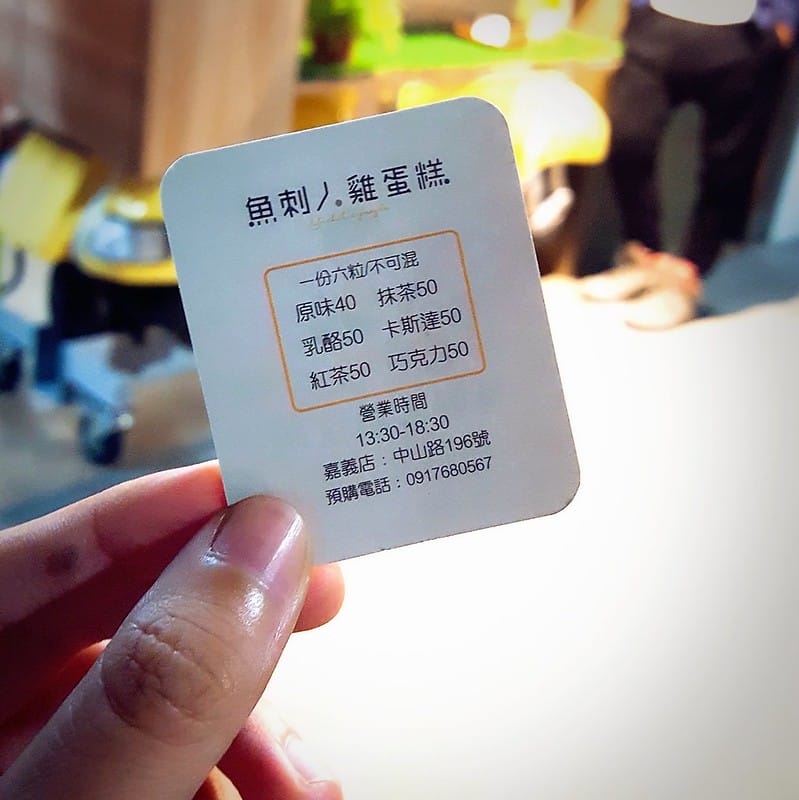 魚刺人.雞蛋糕
一份六粒/不可混
原味40 抹茶50
乳酪50 卡斯達50
紅茶50 巧克力50
營業時間
13:30-18:30
嘉義店：中山路196號
預購電話：0917680567